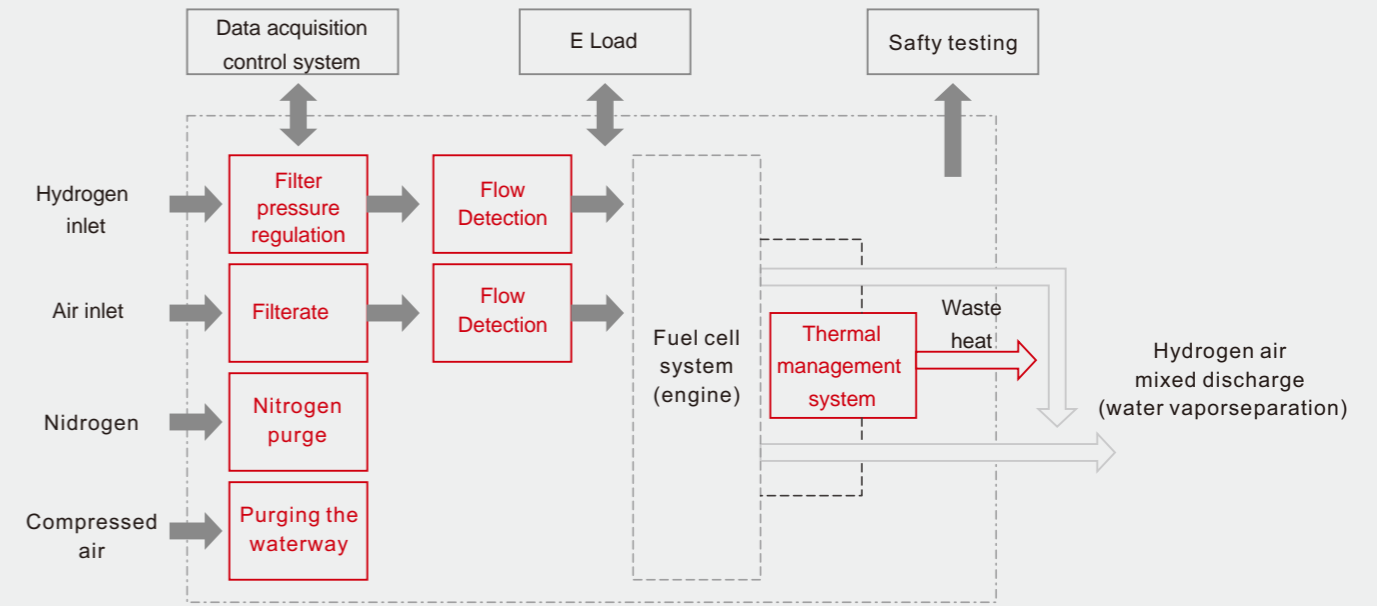 Data acquisition
control system
E Load
Safty testing
Hydrogen
inlet
Filter
pressure
regulation
Flow
Detection
Air inlet
Filterate
Flow
Detection
Fuel cell
system
(engine)
Thermal
management
system
Waste
heat
Hydrogen air
mixed discharge
(water vaporseparation)
Nidrogen
Nitrogen
purge
Compressed
air
Purging the
waterway